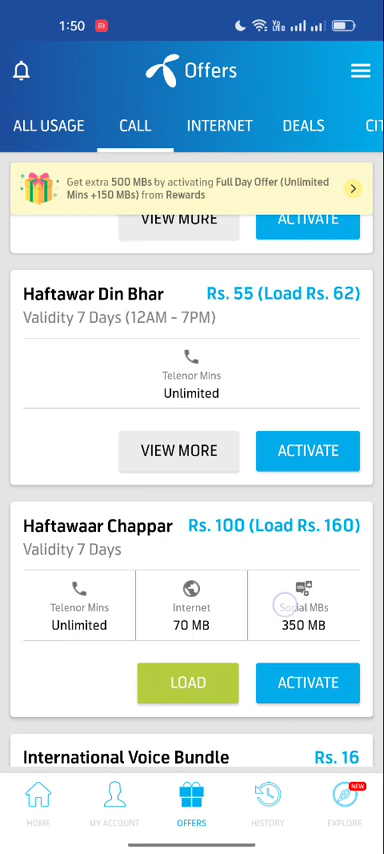 1:50
Offers
ALL USAGE CALL INTERNET DEALS CIT
Get extra 500 MBs by activating Full Day Offer (Unlimited
Mins +150 MBs) from Rewards
VIEW MORE ACTIVATE
Haftawar Din Bhar Rs. 55 (Load Rs. 62)
Validity 7 Days (12AM - 7PM)
Telenor Mins
Unlimited
VIEW MORE ACTIVATE
Haftawaar Chappar Rs. 100 (Load Rs. 160)
Validity 7 Days
Telenor Mins Internet Social MBs
Unlimited 70 MB 350 MB
LOAD ACTIVATE
International Voice Bundle Rs. 16
NEW
HOME MY ACCOUNT OFFERS HISTORY EXPLORE